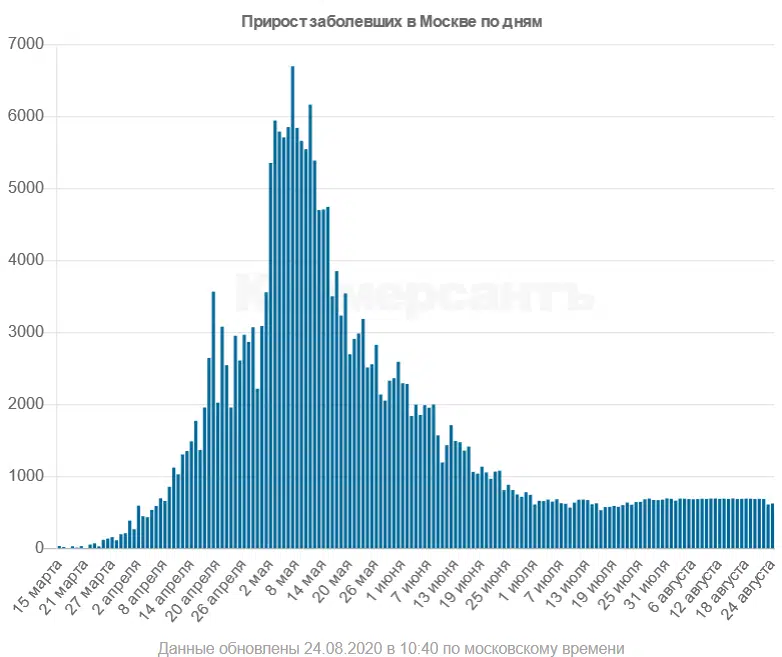 Прирост заболевших в Москве по дням
7000
6000
5000
4000
3000
2000
1000
0
15 марта
21 марта
27 марта
2 апреля
8 апреля
14 апреля
20 апреля
26 апреля
2 мая
8 мая
14 мая
20 мая
26 мая
1 июня
7 июня
13 июня
19 июня
25 июня
1 июля
7 июля
13 июля
19 июля
25 июля
31 июля
6 августа
12 августа
18 августа
24 августа
Данные обновлены 24.08.2020 в 10:40 по московскому времени